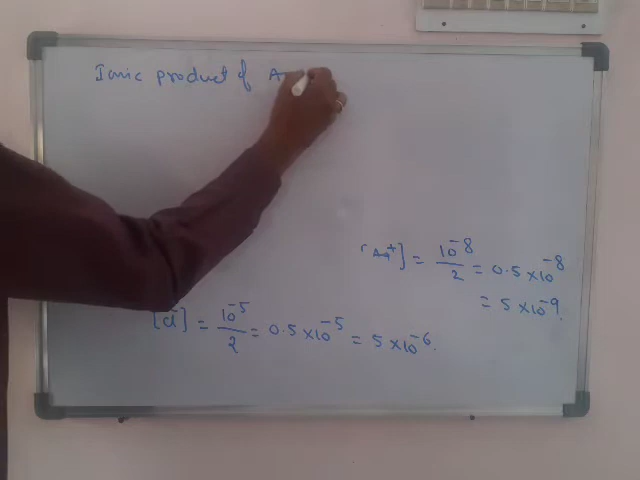 Ionic product of A
[Ag⁺] = 10⁻⁸/2 = 0.5 × 10⁻⁸
= 5 × 10⁻⁹.
[Cl⁻] = 10⁻⁵/2 = 0.5 × 10⁻⁵ = 5 × 10⁻⁶.